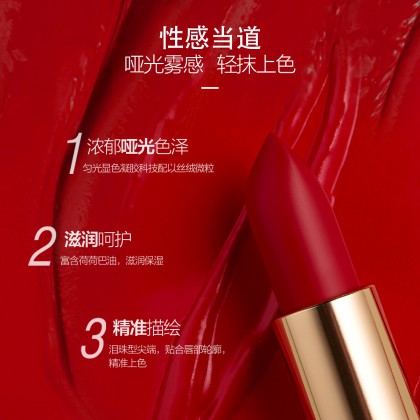 性感当道
哑光雾感 轻抹上色
1 浓郁哑光色泽
匀光显色凝胶科技配以丝绒微粒
2 滋润呵护
富含荷荷巴油，滋润保湿
3 精准描绘
泪珠型尖端，贴合唇部轮廓，
精准上色